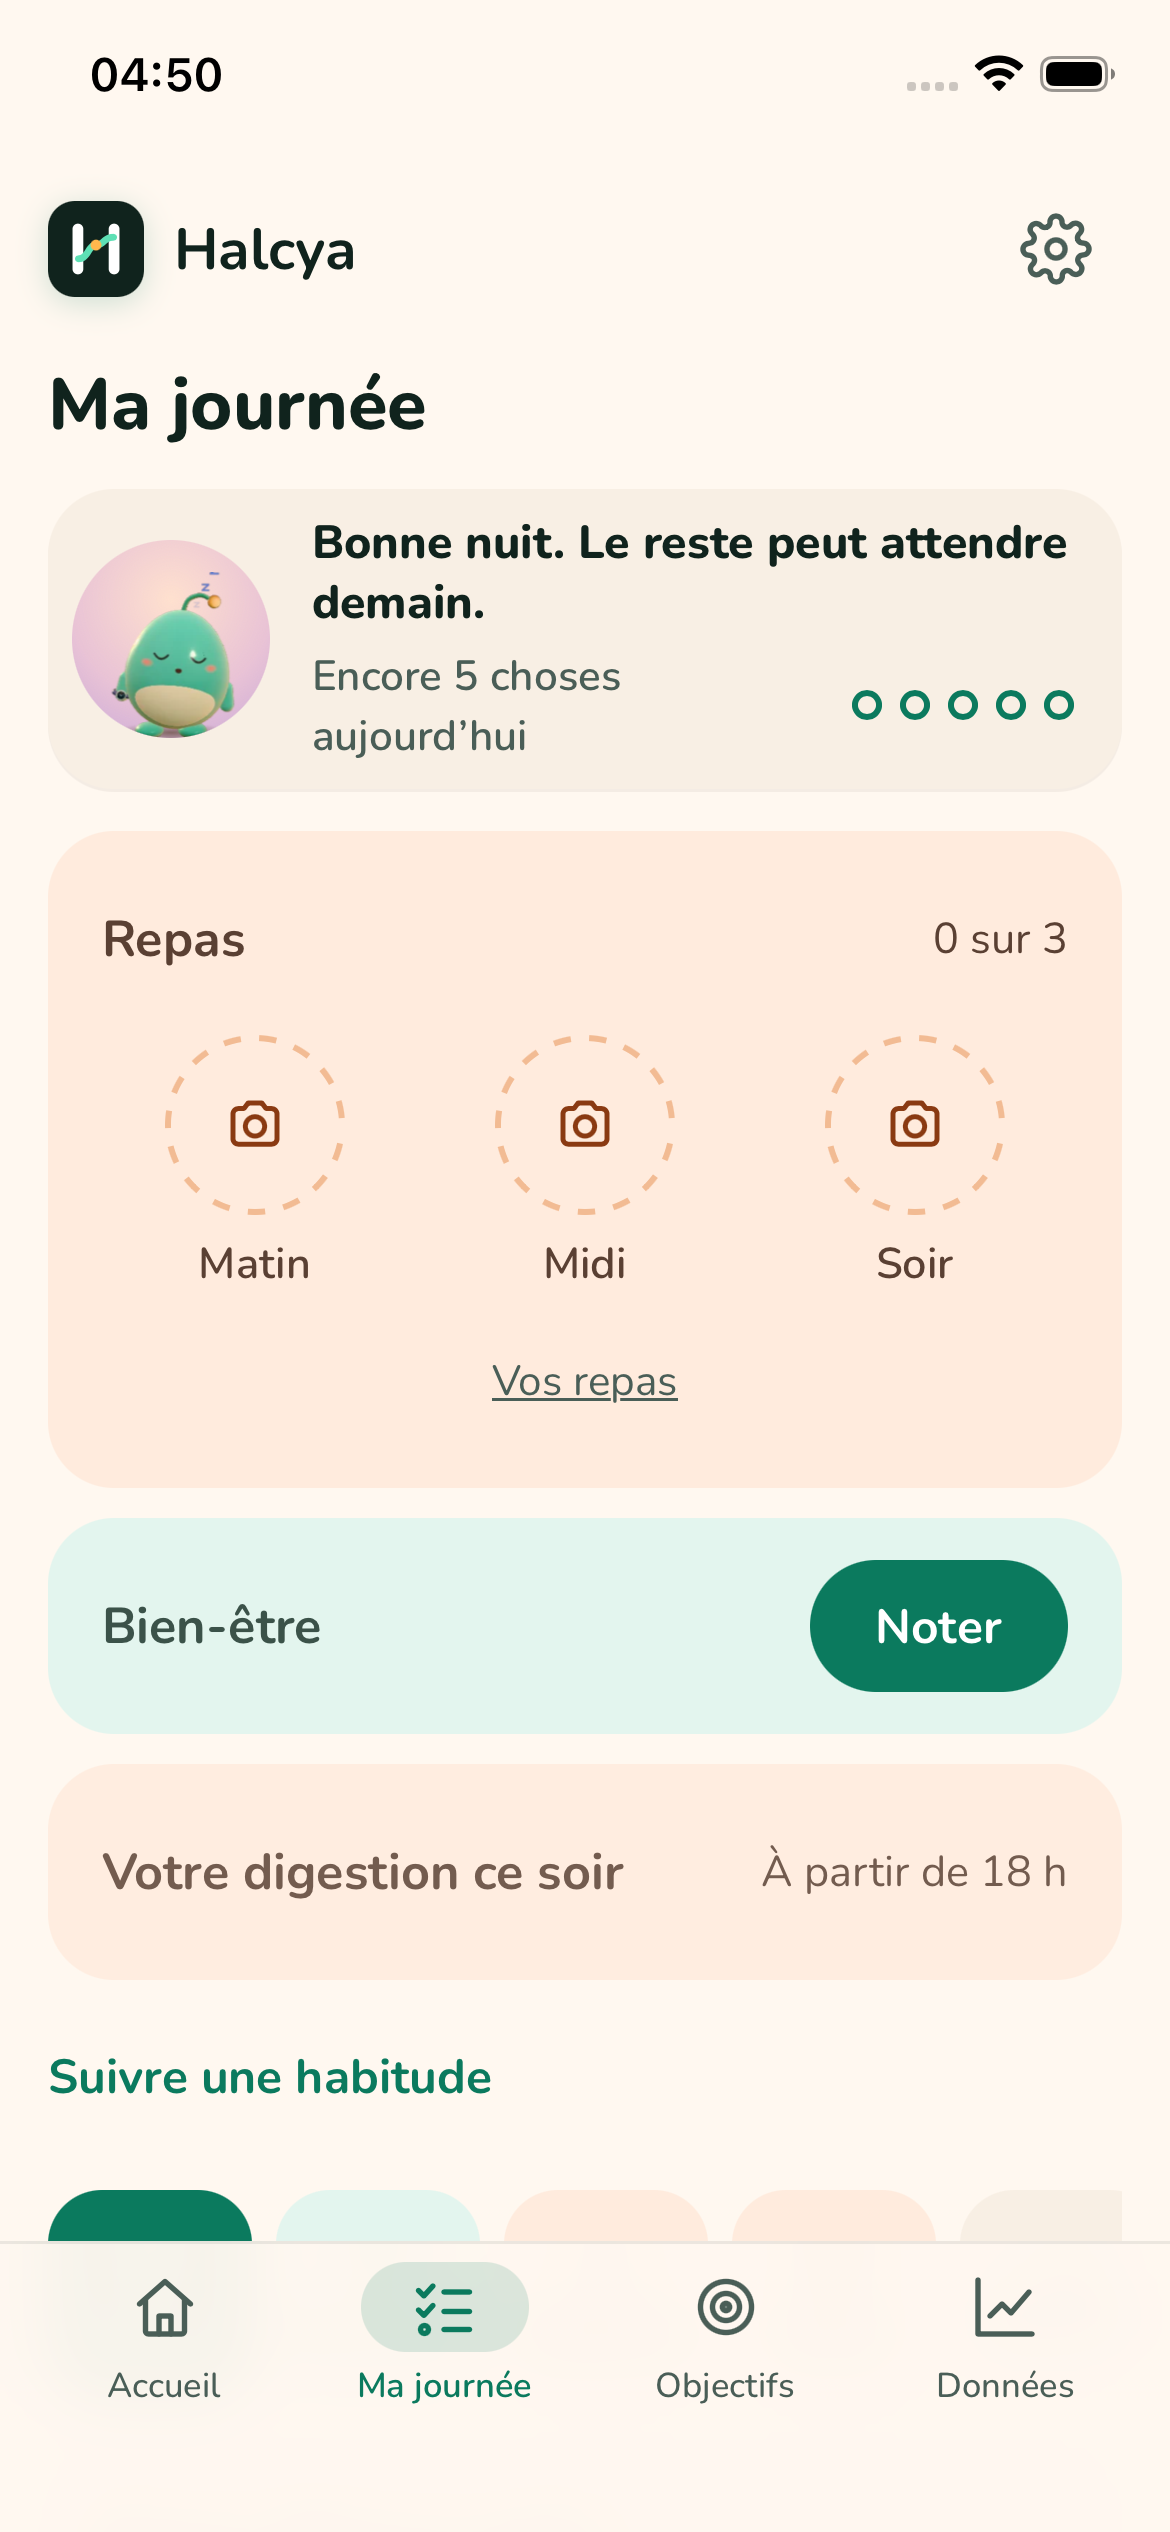 04:50
Halcya
Ma journée
Bonne nuit. Le reste peut attendre
demain.
Encore 5 choses
aujourd’hui
Repas
0 sur 3
Matin
Midi
Soir
Vos repas
Bien-être
Noter
Votre digestion ce soir
À partir de 18 h
Suivre une habitude
Accueil
Ma journée
Objectifs
Données